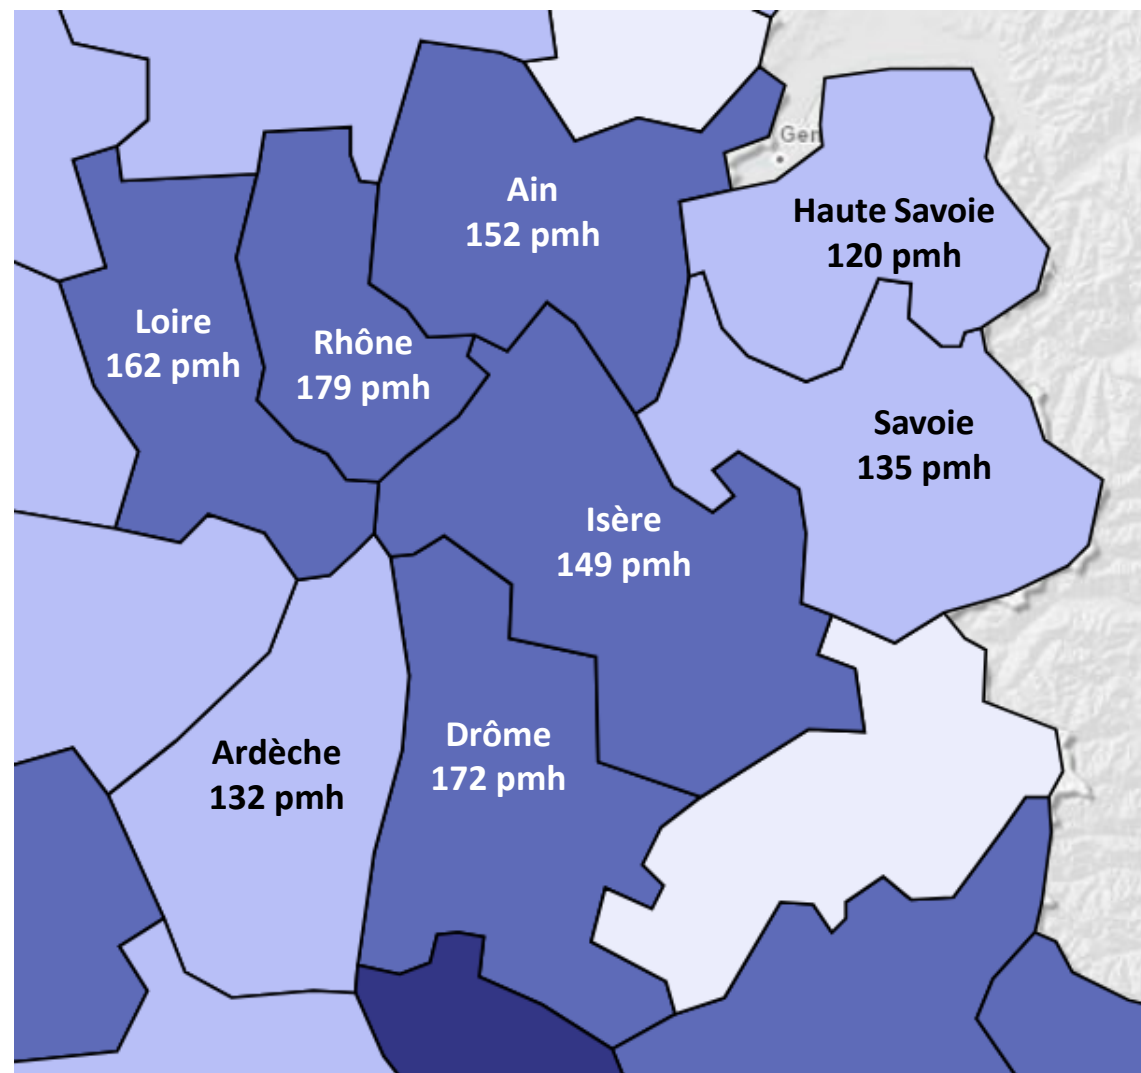 Gen
Ain
152 pmh
Haute Savoie
120 pmh
Loire
162 pmh
Rhône
179 pmh
Savoie
135 pmh
Isère
149 pmh
Drôme
172 pmh
Ardèche
132 pmh